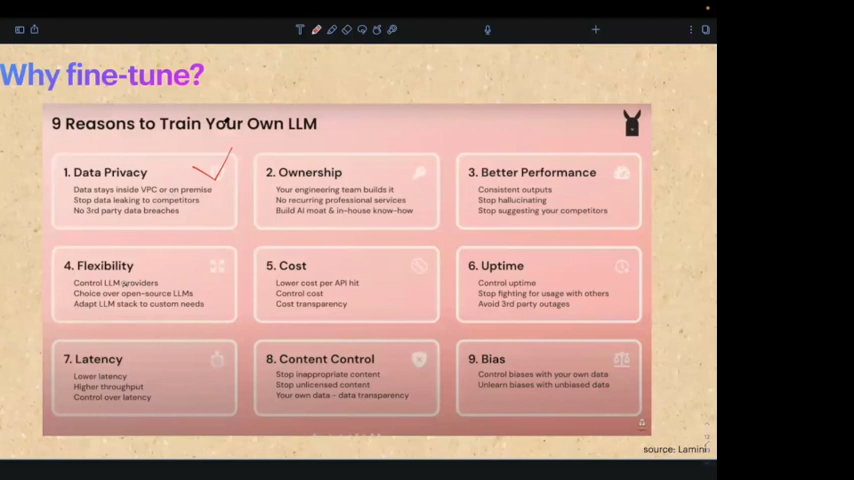 Why fine-tune?
9 Reasons to Train Your Own LLM
1. Data Privacy
Data stays inside VPC or on premise
Stop data leaking to competitors
No 3rd party data breaches
2. Ownership
Your engineering team builds it
No recurring professional services
Build AI moat & in-house know-how
3. Better Performance
Consistent outputs
Stop hallucinating
Stop suggesting your competitors
4. Flexibility
Control LLM providers
Choice over open-source LLMs
Adapt LLM stack to custom needs
5. Cost
Lower cost per API hit
Control cost
Cost transparency
6. Uptime
Control uptime
Stop fighting for usage with others
Avoid 3rd party outages
7. Latency
Lower latency
Higher throughput
Control over latency
8. Content Control
Stop inappropriate content
Stop unlicensed content
Your own data - data transparency
9. Bias
Control biases with your own data
Unlearn biases with unbiased data
source: Lamini